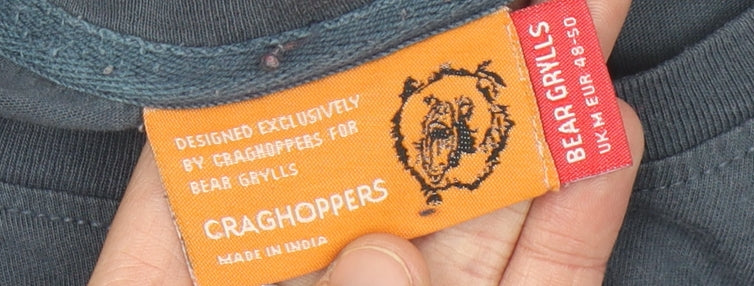 DESIGNED EXCLUSIVELY
BY CRAGHOPPERS FOR
BEAR GRYLLS
CRAGHOPPERS
MADE IN INDIA
BEAR GRYLLS
UK M EUR 48-50